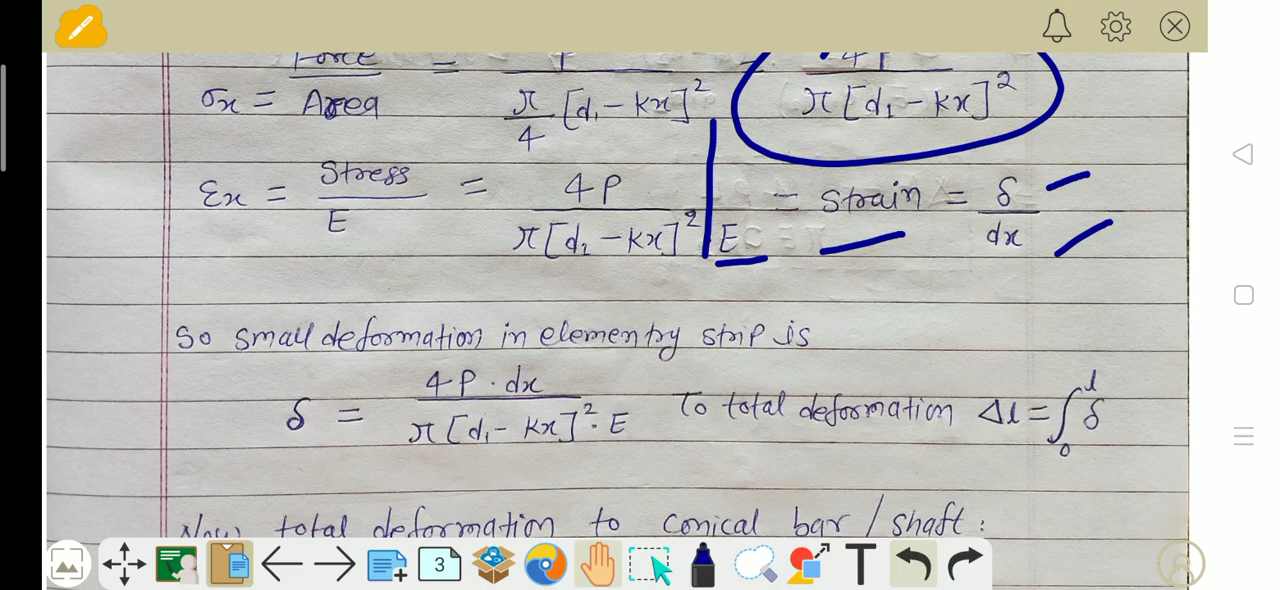 Force = P = 4P
σx = Area π/4 [d1 - kx]² π[d1 - kx]²
εx = Stress/E = 4P/π[d1 - kx]² E = Strain = δ/dx
So small deformation in elementry strip is
δ = 4P . dx/π[d1 - kx]². E To total deformation Δl = ∫₀ˡ δ
Now total deformation to conical bar / shaft :
3
T